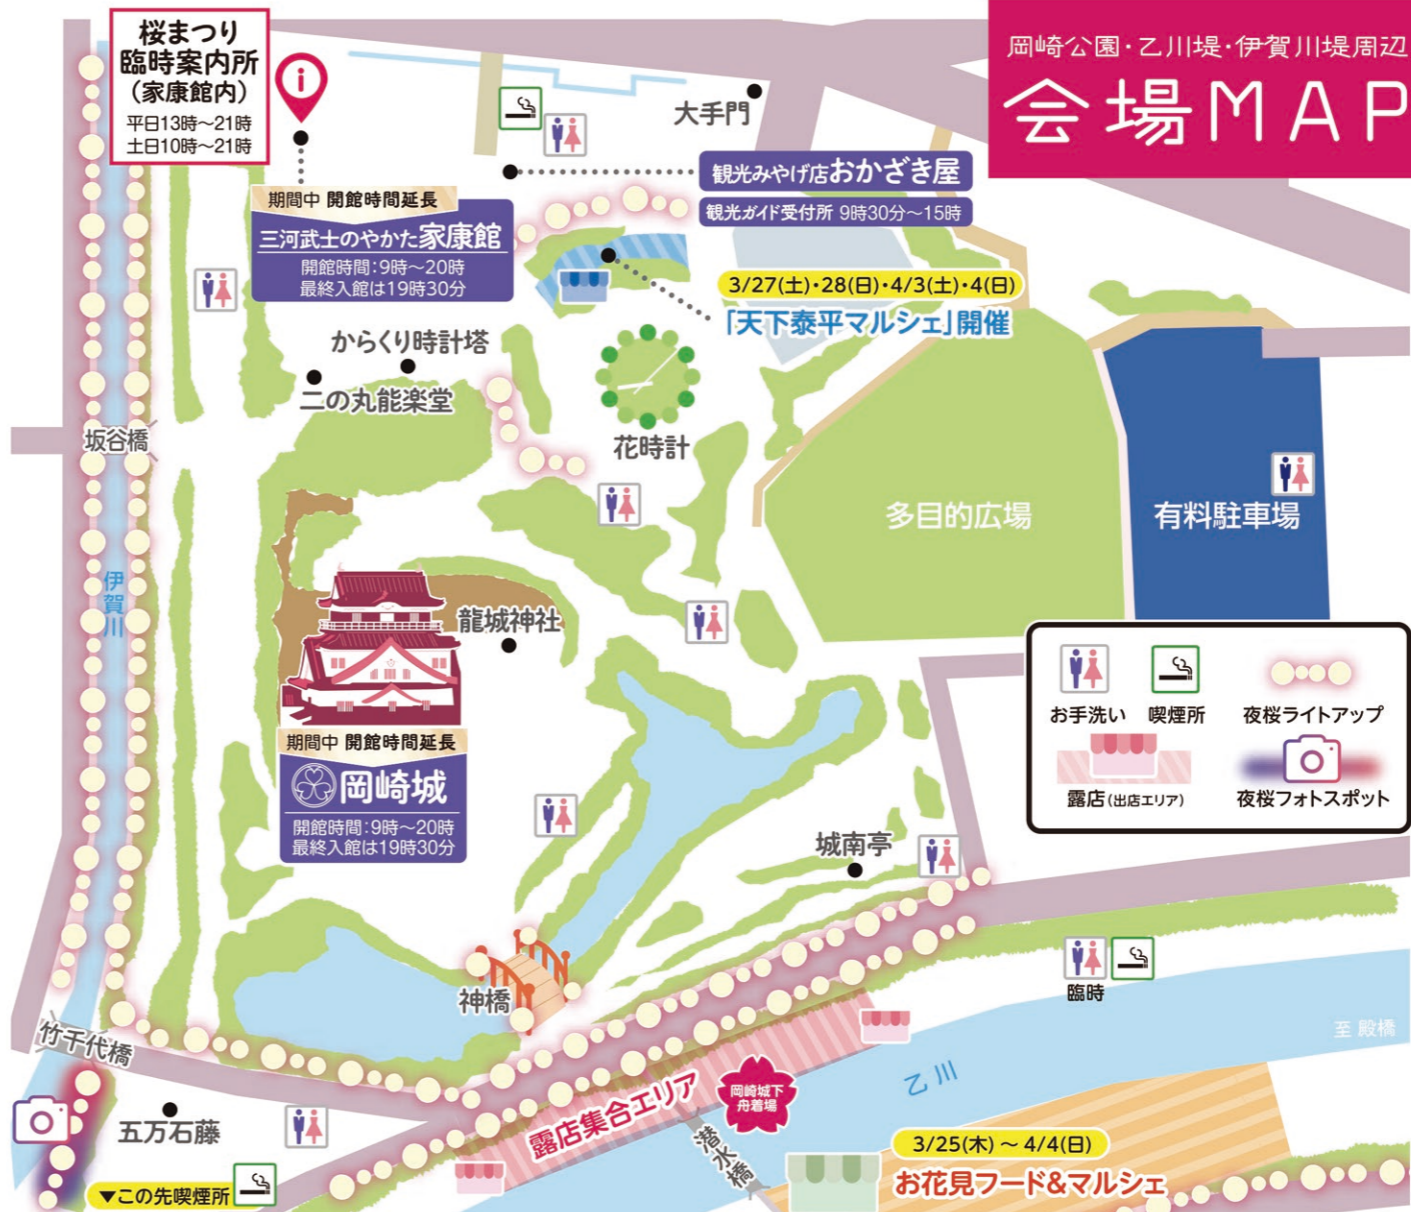 岡崎公園・乙川堤・伊賀川堤周辺
会場MAP
桜まつり
臨時案内所
(家康館内)
平日13時～21時
土日10時～21時
大手門
観光みやげ店おかざき屋
観光ガイド受付所 9時30分～15時
期間中 開館時間延長
三河武士のやかた家康館
開館時間:9時～20時
最終入館は19時30分
3/27(土)・28(日)・4/3(土)・4(日)
「天下泰平マルシェ」開催
からくり時計塔
二の丸能楽堂
花時計
坂谷橋
多目的広場
有料駐車場
伊賀川
龍城神社
期間中 開館時間延長
岡崎城
開館時間:9時～20時
最終入館は19時30分
お手洗い
喫煙所
夜桜ライトアップ
露店(出店エリア)
夜桜フォトスポット
城南亭
臨時
神橋
竹千代橋
至 殿橋
乙川
岡崎城下
舟着場
露店集合エリア
潜水橋
五万石藤
▼この先喫煙所
3/25(木) ～ 4/4(日)
お花見フード&マルシェ